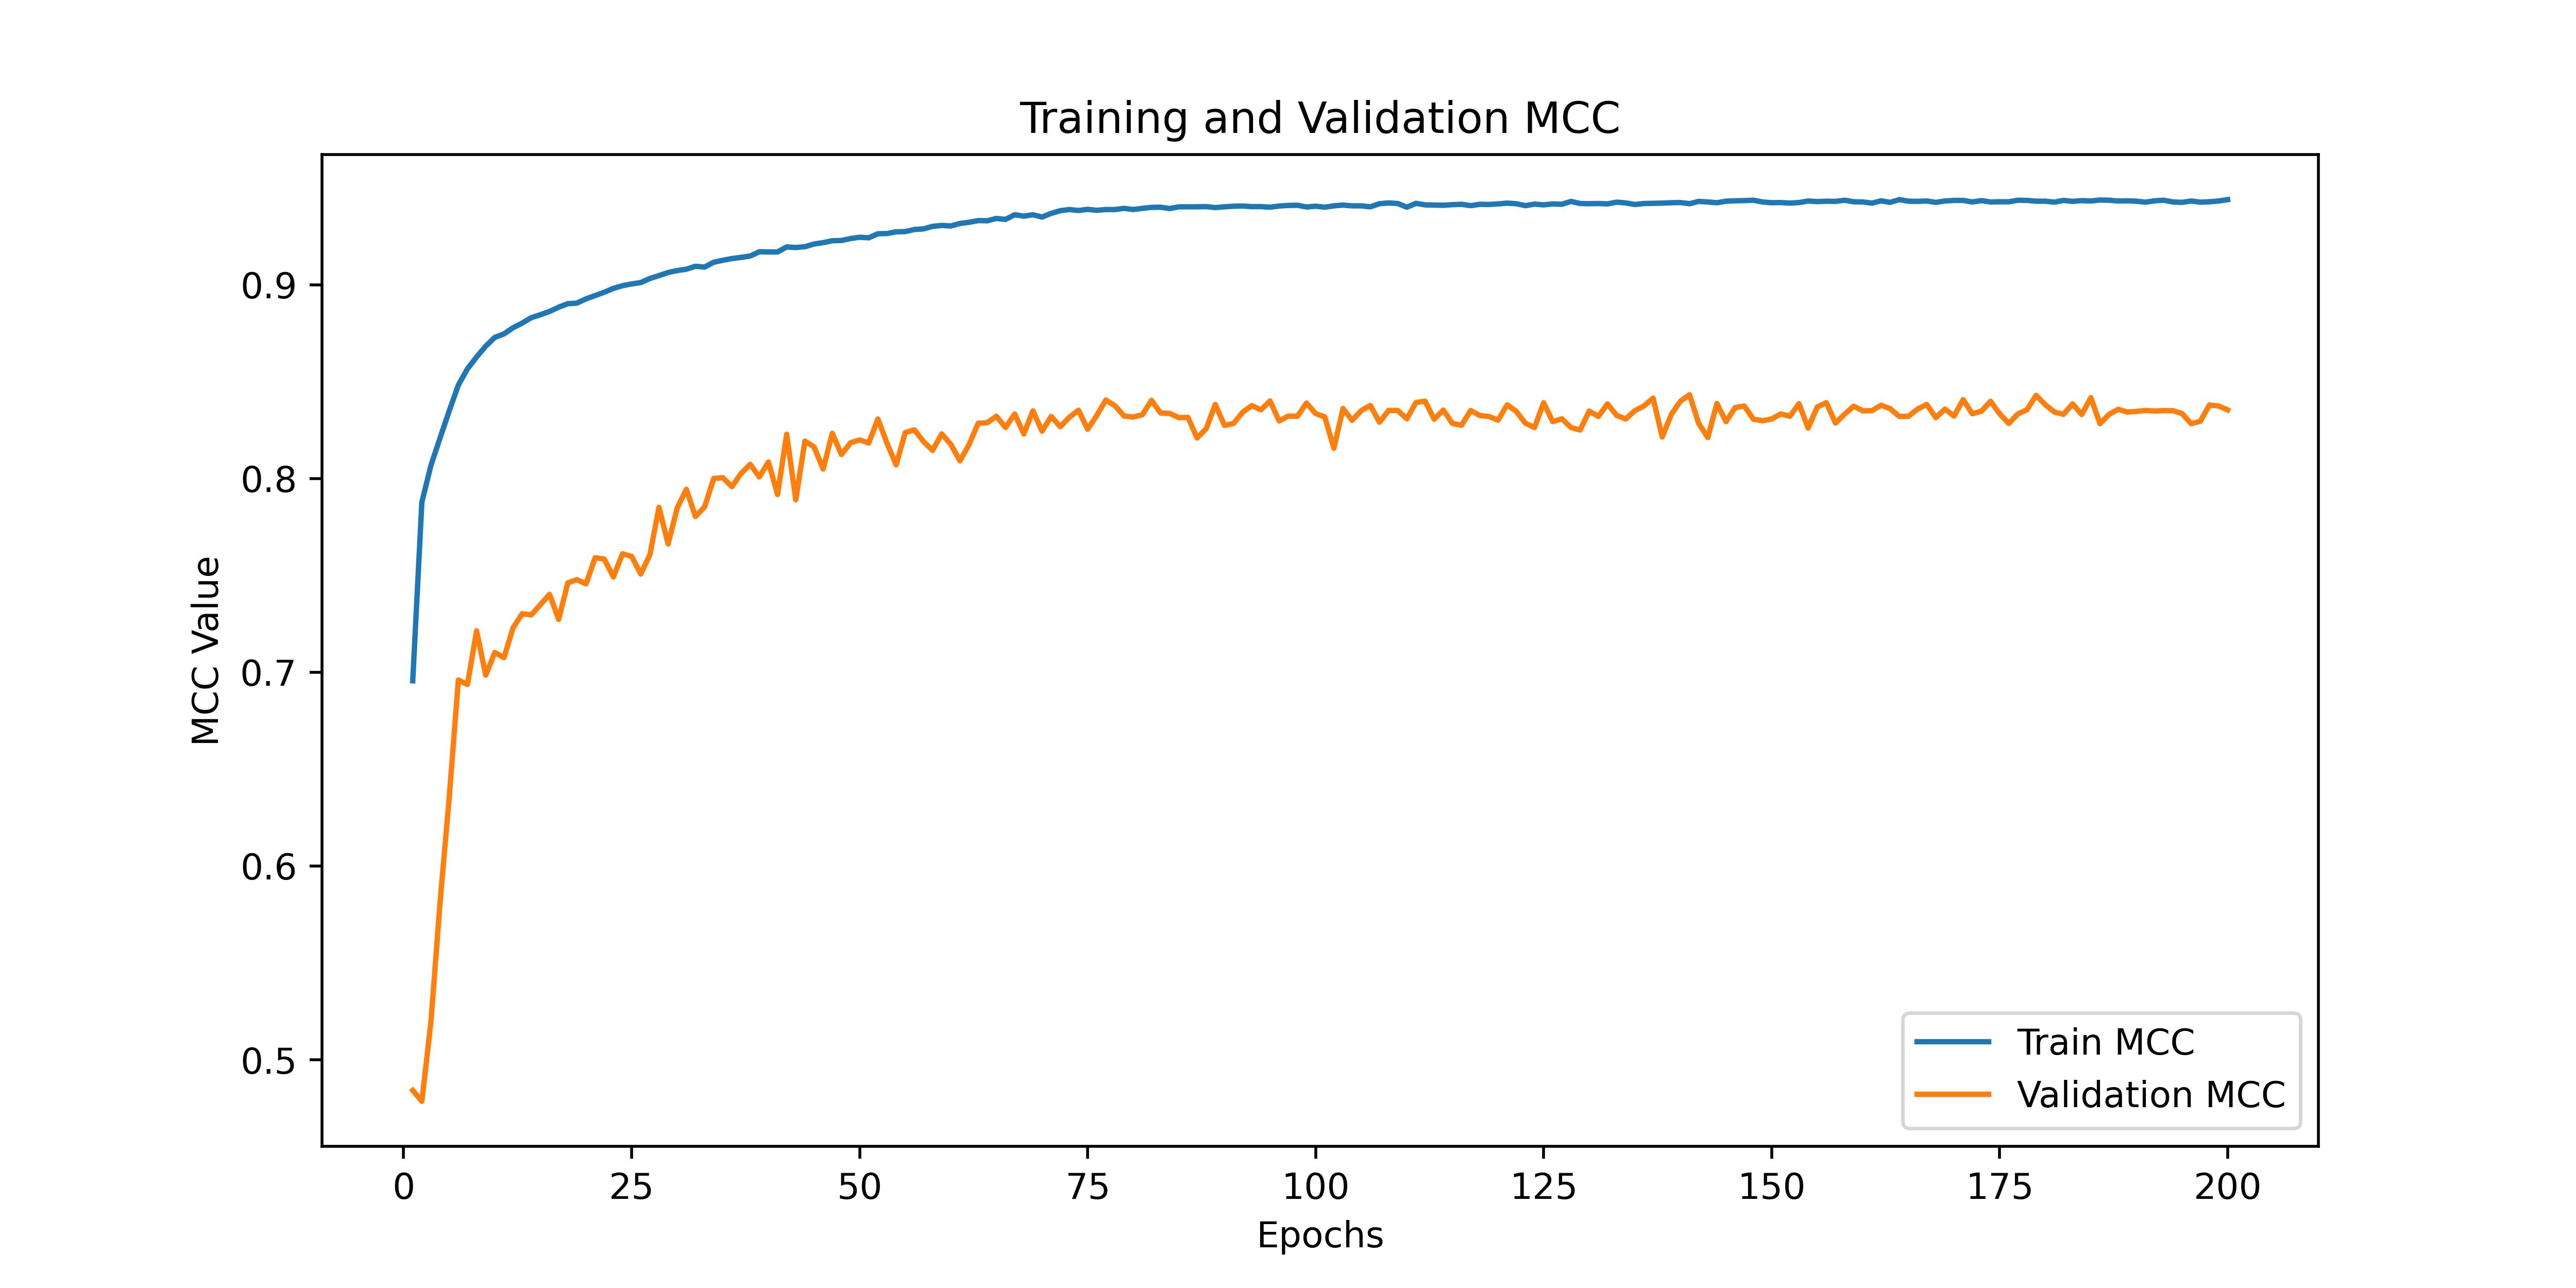 Training and Validation MCC
MCC Value
0.9
0.8
0.7
0.6
0.5
0 25 50 75 100 125 150 175 200
Epochs
Train MCC
Validation MCC